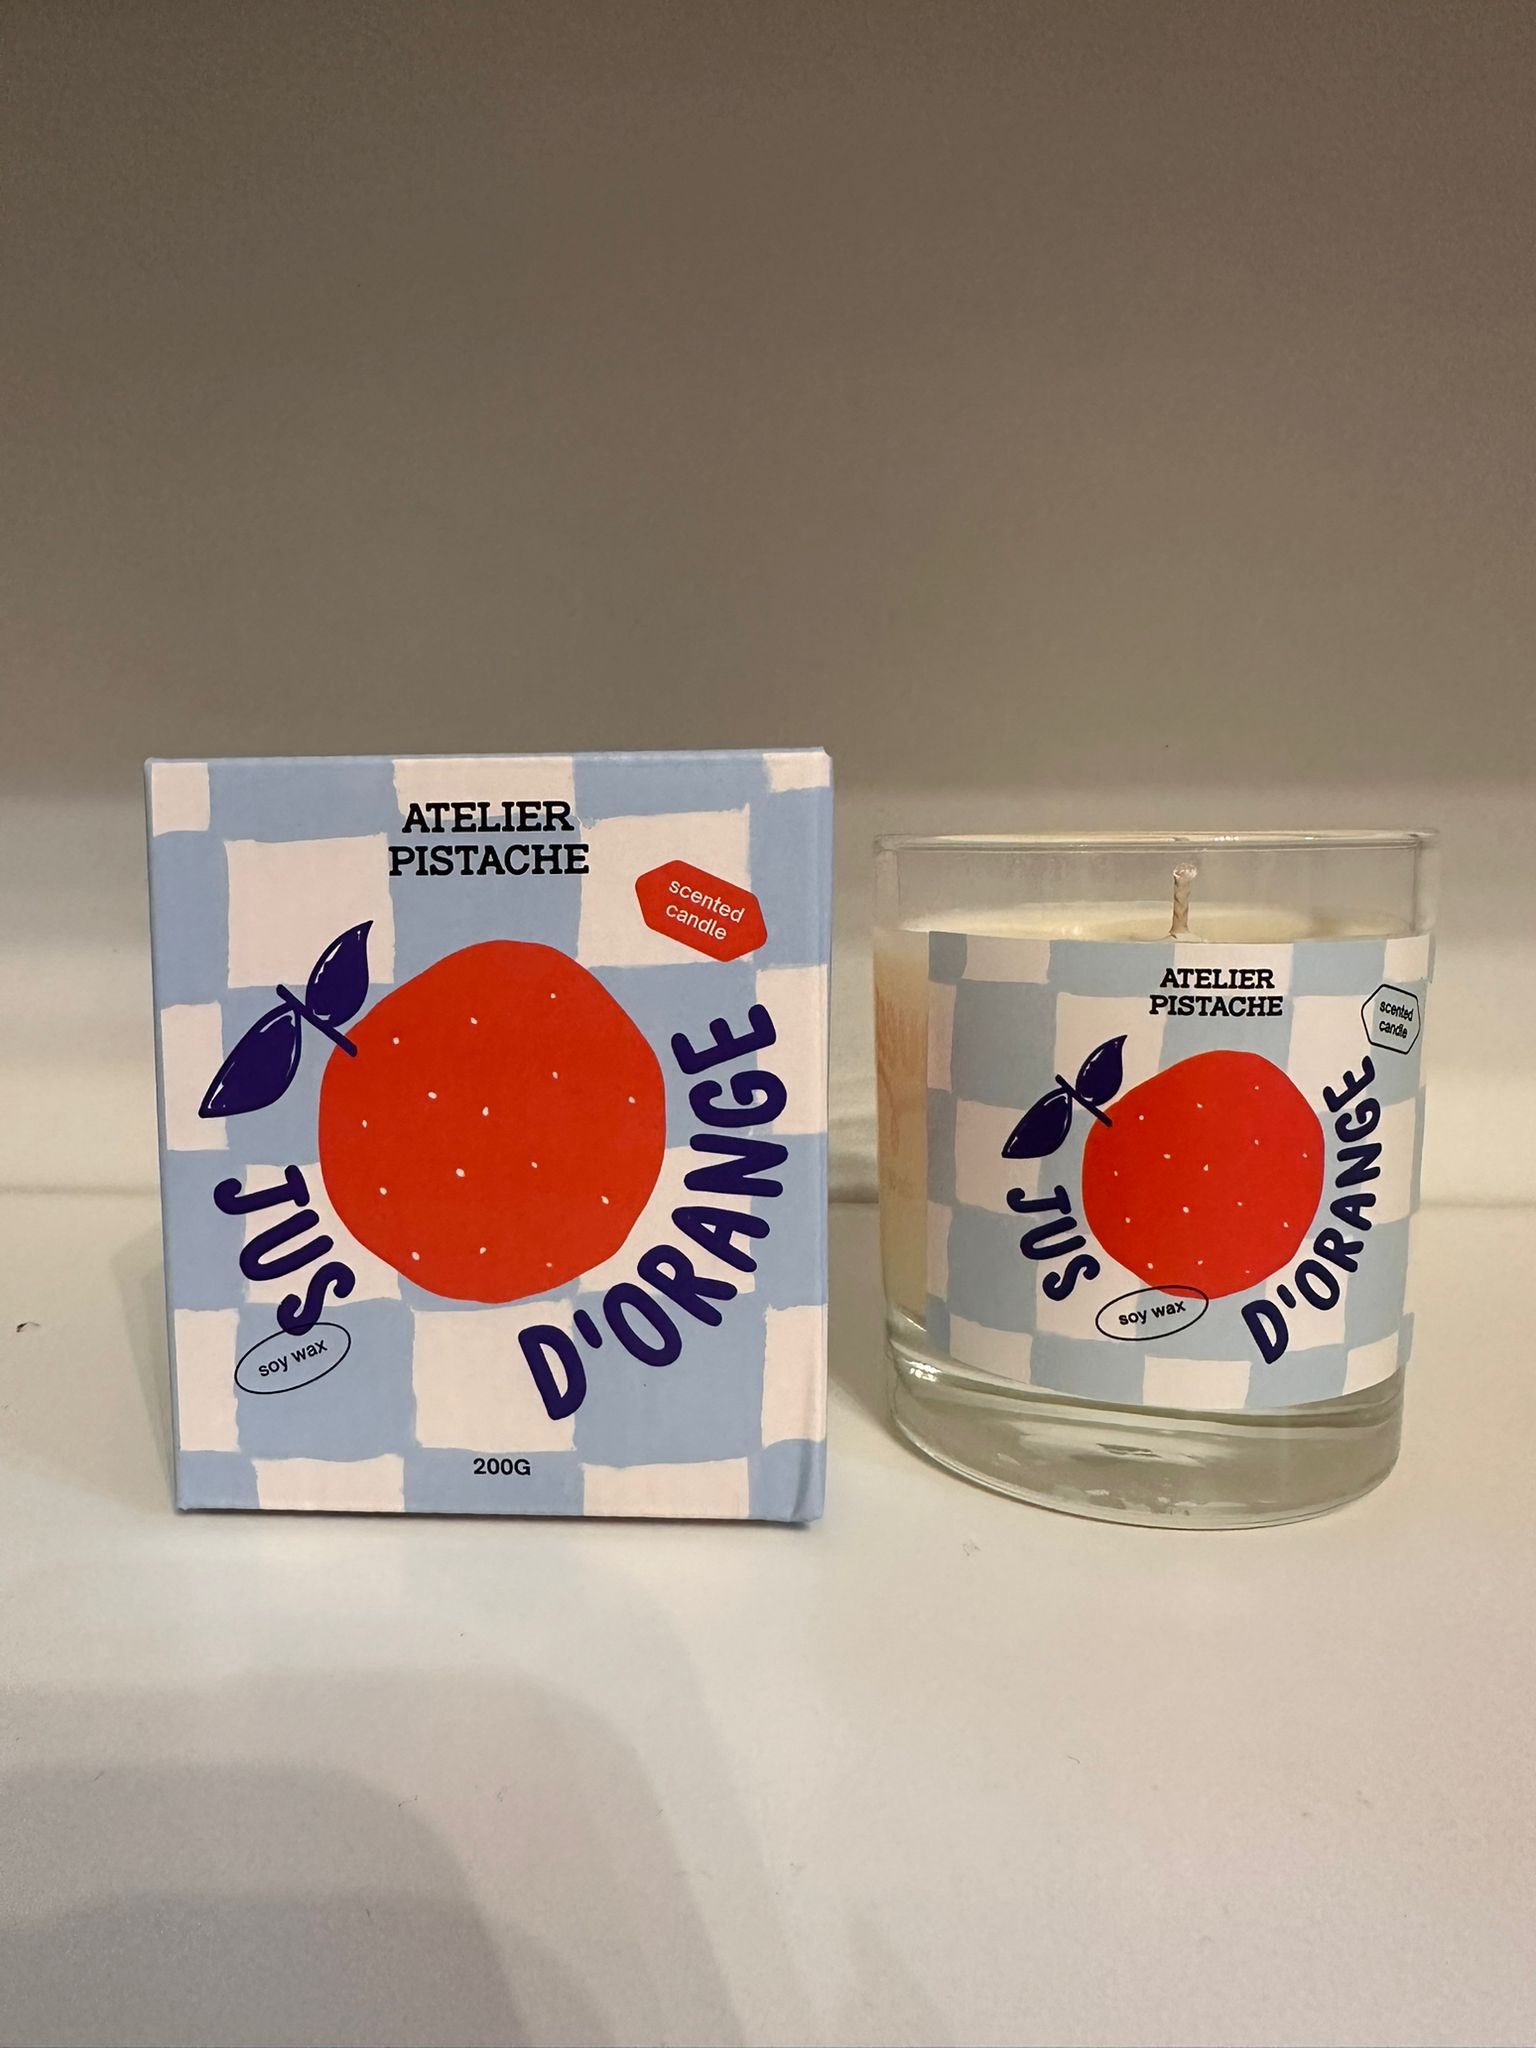 ATELIER
PISTACHE
scented
candle
JUS
D'ORANGE
soy wax
200G
ATELIER
PISTACHE
scented
candle
JUS
D'ORANGE
soy wax